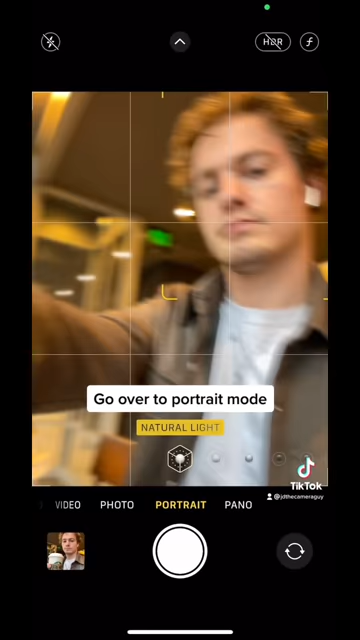 HDR
f
Go over to portrait mode
NATURAL LIGHT
TikTok
@jdthecameraguy
VIDEO PHOTO PORTRAIT PANO